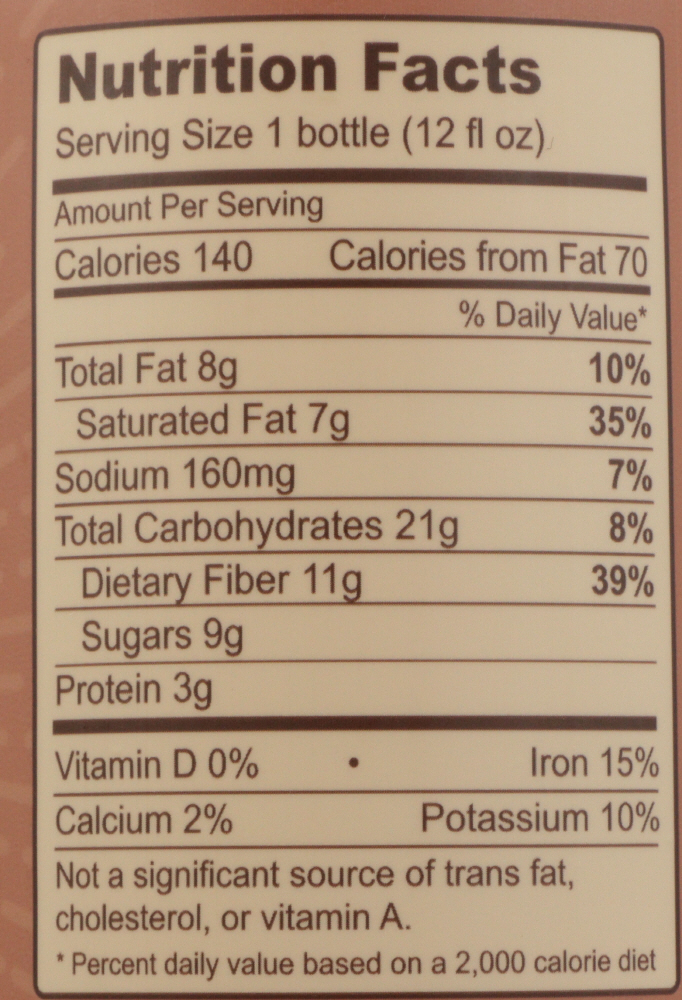 Nutrition Facts
Serving Size 1 bottle (12 fl oz)
Amount Per Serving
Calories 140 Calories from Fat 70
% Daily Value*
Total Fat 8g 10%
Saturated Fat 7g 35%
Sodium 160mg 7%
Total Carbohydrates 21g 8%
Dietary Fiber 11g 39%
Sugars 9g
Protein 3g
Vitamin D 0% • Iron 15%
Calcium 2% Potassium 10%
Not a significant source of trans fat,
cholesterol, or vitamin A.
* Percent daily value based on a 2,000 calorie diet